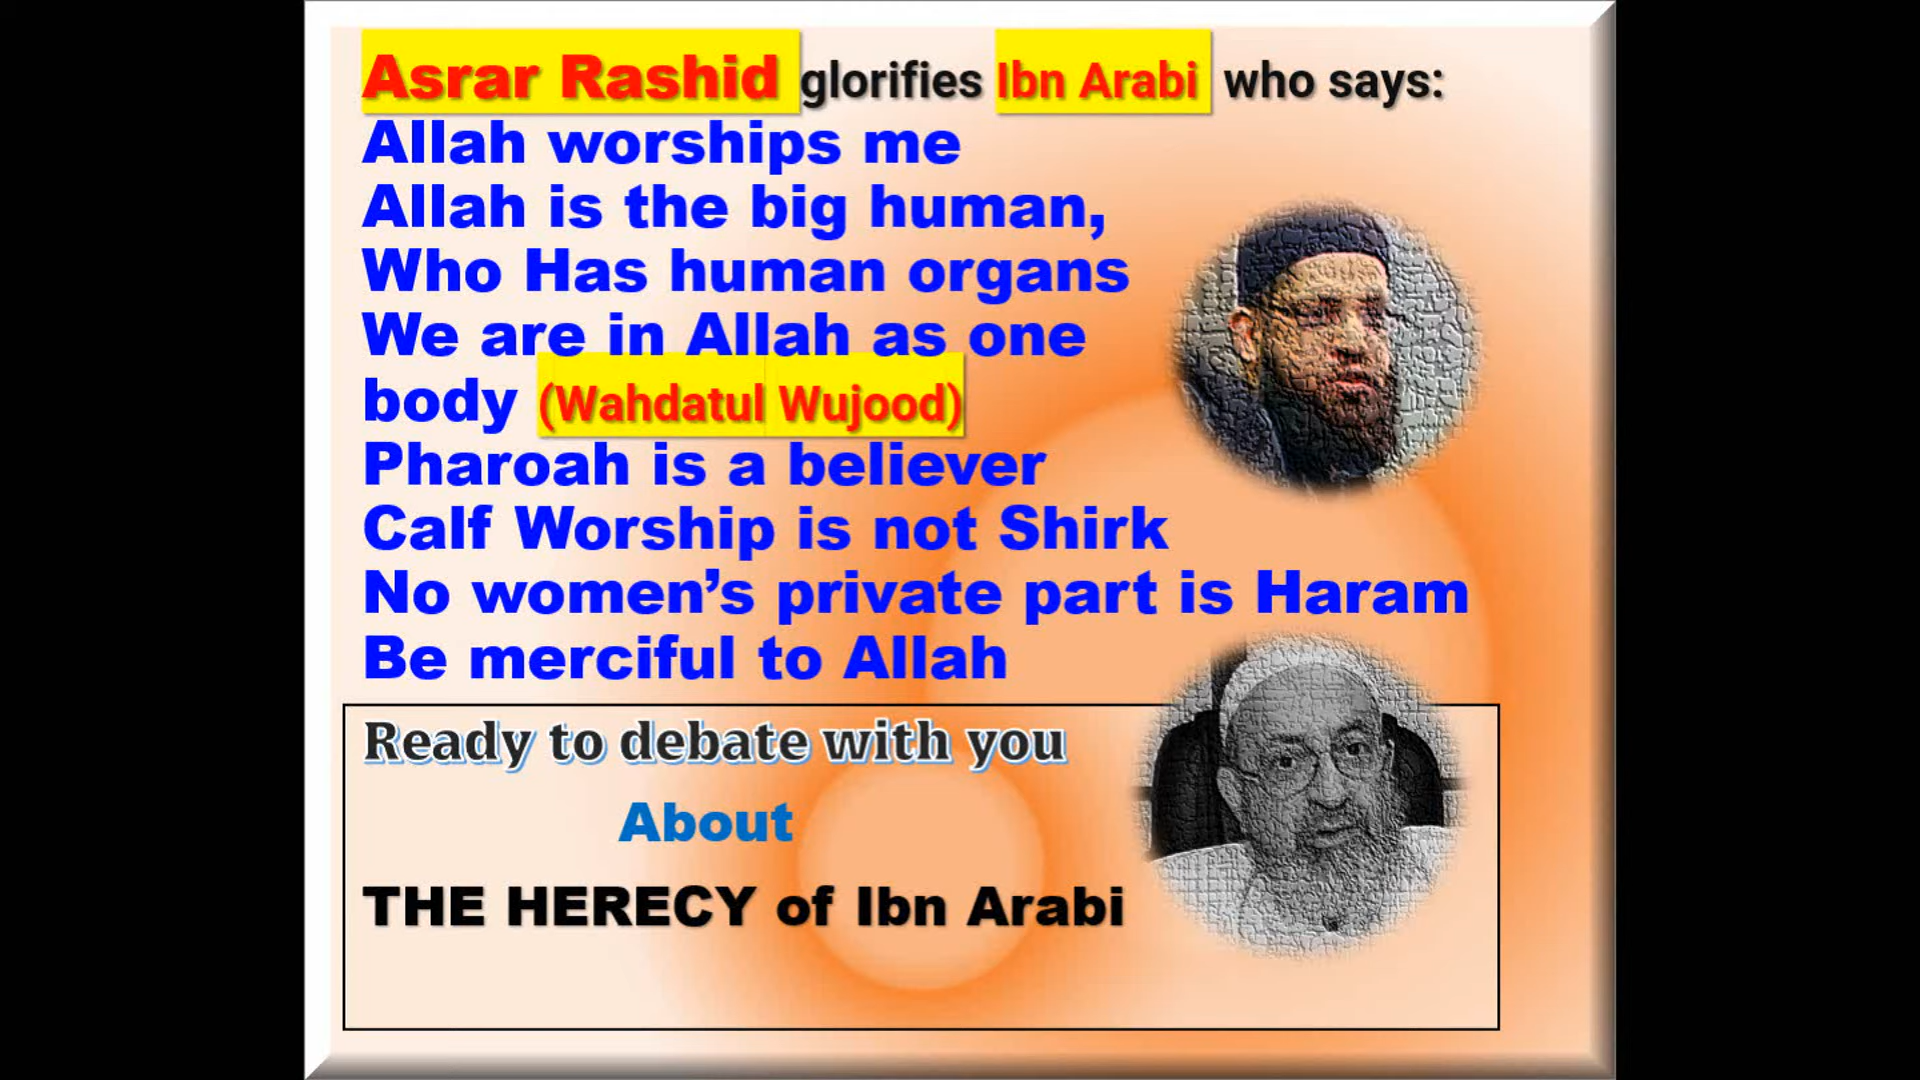 Asrar Rashid glorifies Ibn Arabi who says:
Allah worships me
Allah is the big human,
Who Has human organs
We are in Allah as one
body (Wahdatul Wujood)
Pharoah is a believer
Calf Worship is not Shirk
No women’s private part is Haram
Be merciful to Allah
Ready to debate with you
About
THE HERECY of Ibn Arabi